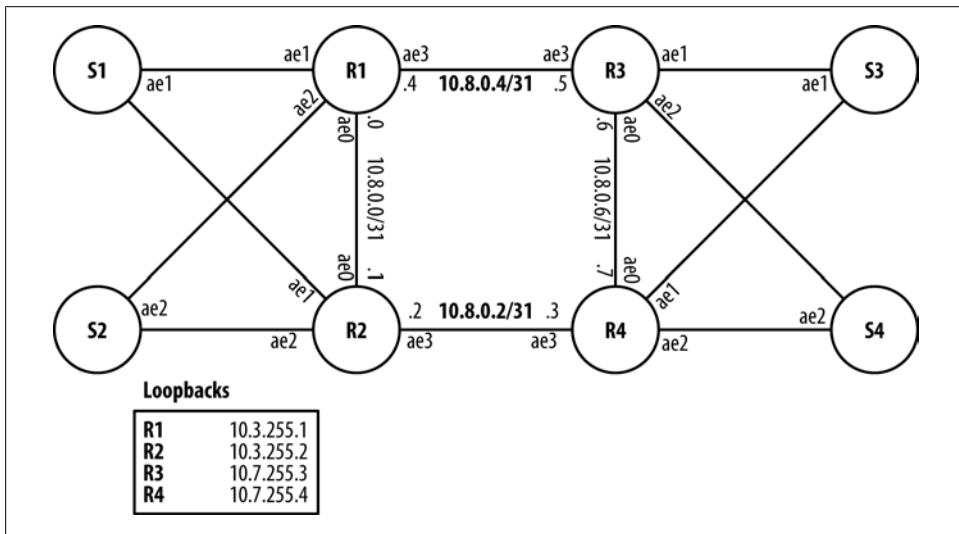 S1
ae1
ae1
R1
ae3
ae3
R3
ae1
S3
ae1
ae2
.4
10.8.0.4/31
.5
ae2
ae1
.0
ae0
.6
ae0
10.8.0.0/31
10.8.0.6/31
ae0
.1
.7
ae0
ae1
ae1
S2
ae2
ae2
R2
.2
10.8.0.2/31
.3
ae3
ae3
R4
ae2
ae2
S4
Loopbacks
R1 10.3.255.1
R2 10.3.255.2
R3 10.7.255.3
R4 10.7.255.4